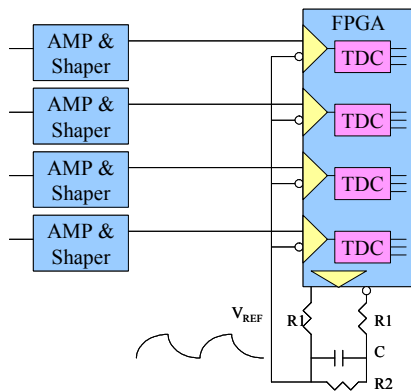 FPGA
AMP &
Shaper
TDC
AMP &
Shaper
TDC
AMP &
Shaper
TDC
AMP &
Shaper
TDC
VREF
R1
R1
C
R2